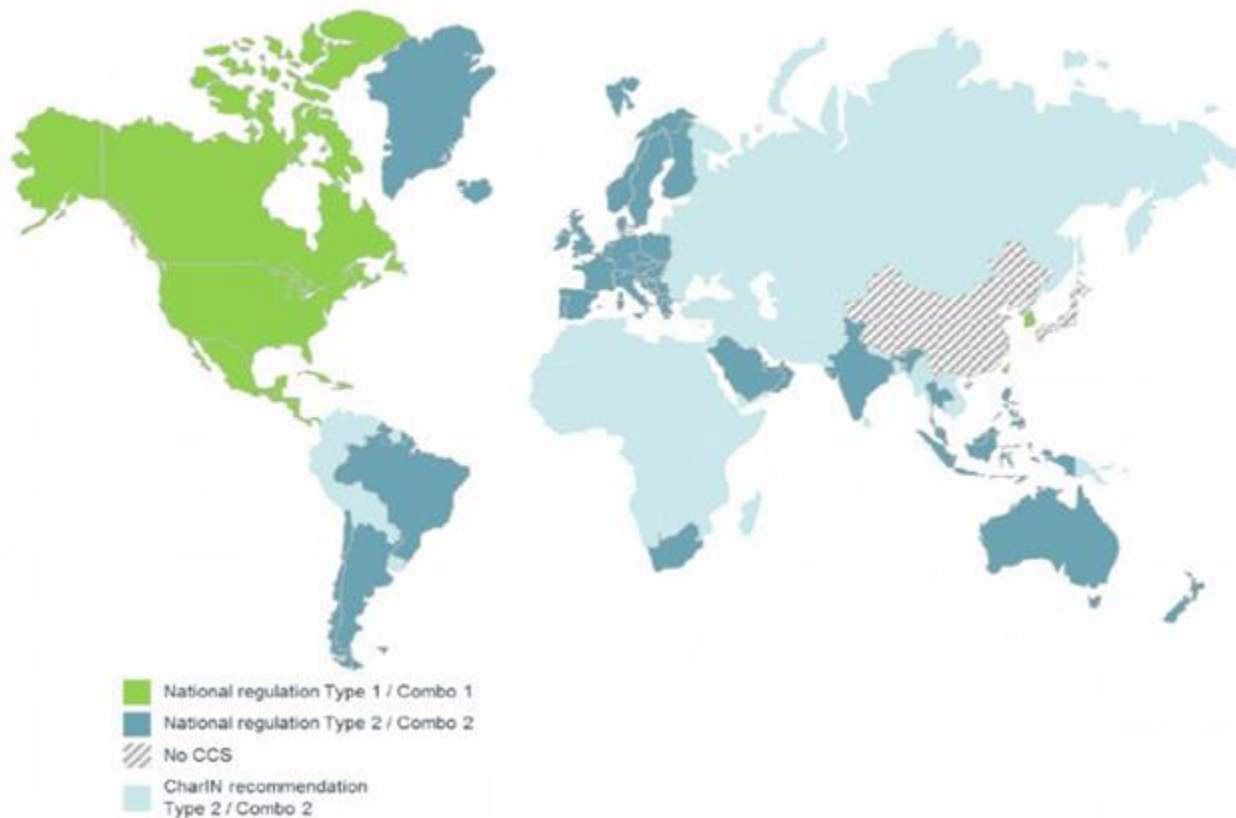 National regulation Type 1 / Combo 1
National regulation Type 2 / Combo 2
No CCS
CharIN recommendation
Type 2 / Combo 2